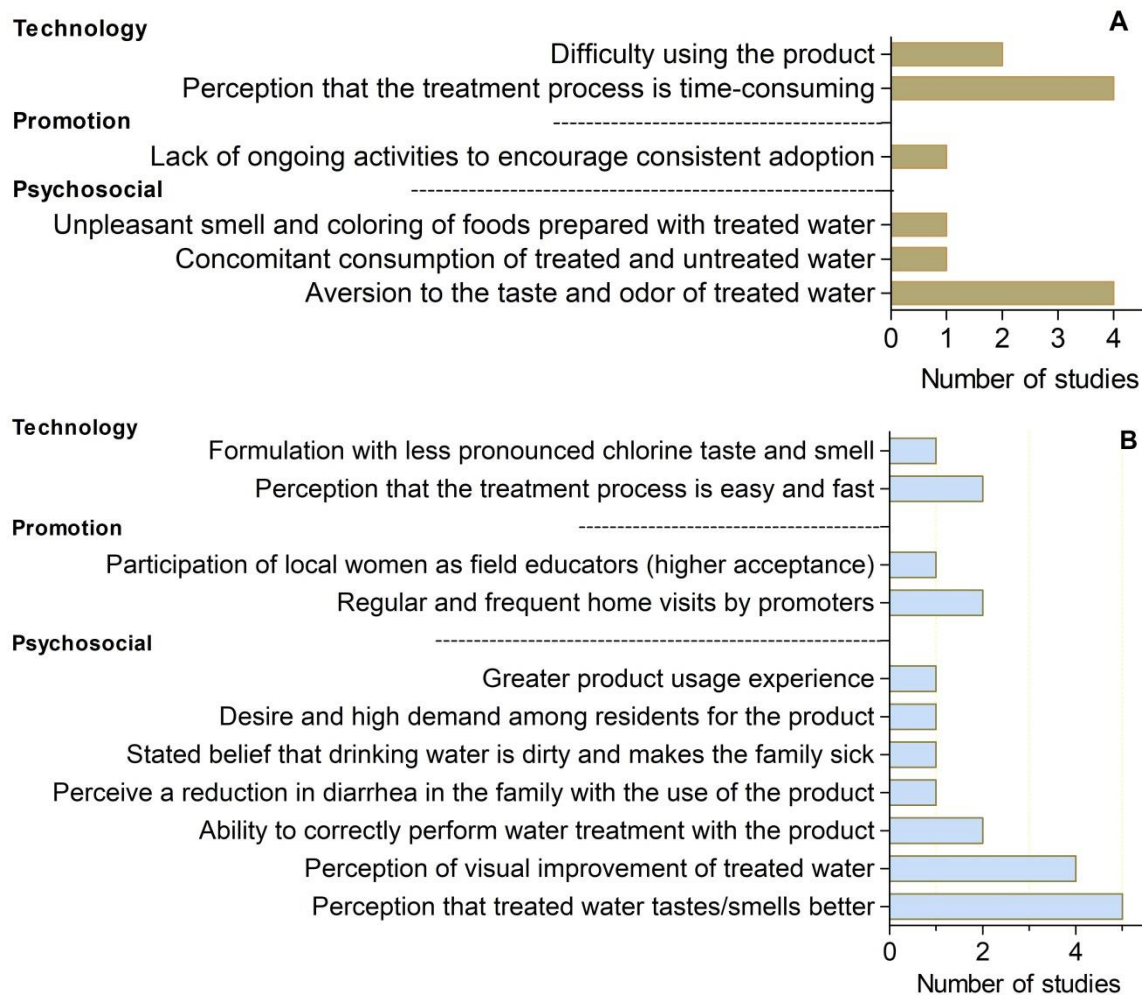 A
Technology
Difficulty using the product
Perception that the treatment process is time-consuming
Promotion
Lack of ongoing activities to encourage consistent adoption
Psychosocial
Unpleasant smell and coloring of foods prepared with treated water
Concomitant consumption of treated and untreated water
Aversion to the taste and odor of treated water
0 1 2 3 4
Number of studies
B
Technology
Formulation with less pronounced chlorine taste and smell
Perception that the treatment process is easy and fast
Promotion
Participation of local women as field educators (higher acceptance)
Regular and frequent home visits by promoters
Psychosocial
Greater product usage experience
Desire and high demand among residents for the product
Stated belief that drinking water is dirty and makes the family sick
Perceive a reduction in diarrhea in the family with the use of the product
Ability to correctly perform water treatment with the product
Perception of visual improvement of treated water
Perception that treated water tastes/smells better
0 2 4
Number of studies